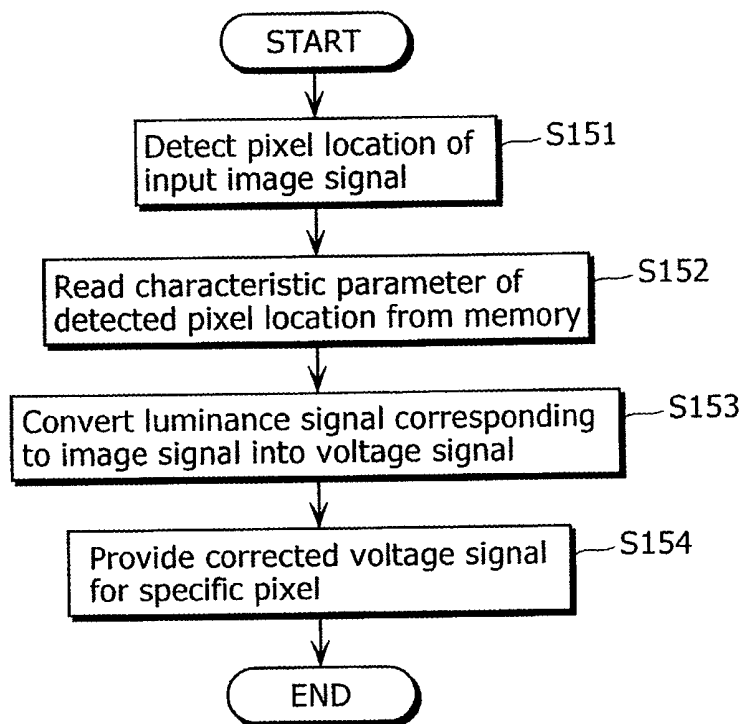 START
Detect pixel location of
input image signal
S151
Read characteristic parameter of
detected pixel location from memory
S152
Convert luminance signal corresponding
to image signal into voltage signal
S153
Provide corrected voltage signal
for specific pixel
S154
END